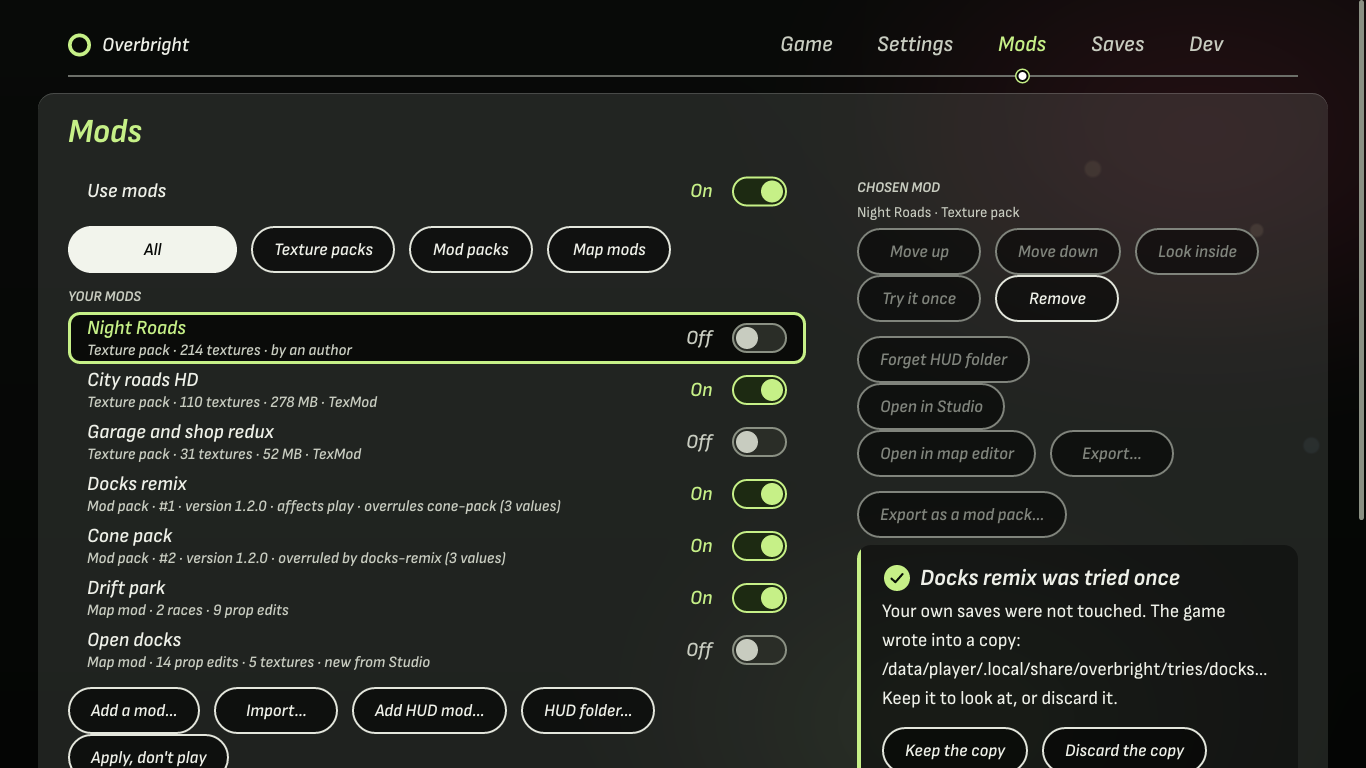 Overbright
Game
Settings
Mods
Saves
Dev
Mods
Use mods
On
All
Texture packs
Mod packs
Map mods
YOUR MODS
Night Roads
Texture pack · 214 textures · by an author
Off
City roads HD
Texture pack · 110 textures · 278 MB · TexMod
On
Garage and shop redux
Texture pack · 31 textures · 52 MB · TexMod
Off
Docks remix
Mod pack · #1 · version 1.2.0 · affects play · overrules cone-pack (3 values)
On
Cone pack
Mod pack · #2 · version 1.2.0 · overruled by docks-remix (3 values)
On
Drift park
Map mod · 2 races · 9 prop edits
On
Open docks
Map mod · 14 prop edits · 5 textures · new from Studio
Off
Add a mod...
Import...
Add HUD mod...
HUD folder...
Apply, don't play
CHOSEN MOD
Night Roads · Texture pack
Move up
Move down
Look inside
Try it once
Remove
Forget HUD folder
Open in Studio
Open in map editor
Export...
Export as a mod pack...
Docks remix was tried once
Your own saves were not touched. The game
wrote into a copy:
/data/player/.local/share/overbright/tries/docks...
Keep it to look at, or discard it.
Keep the copy
Discard the copy